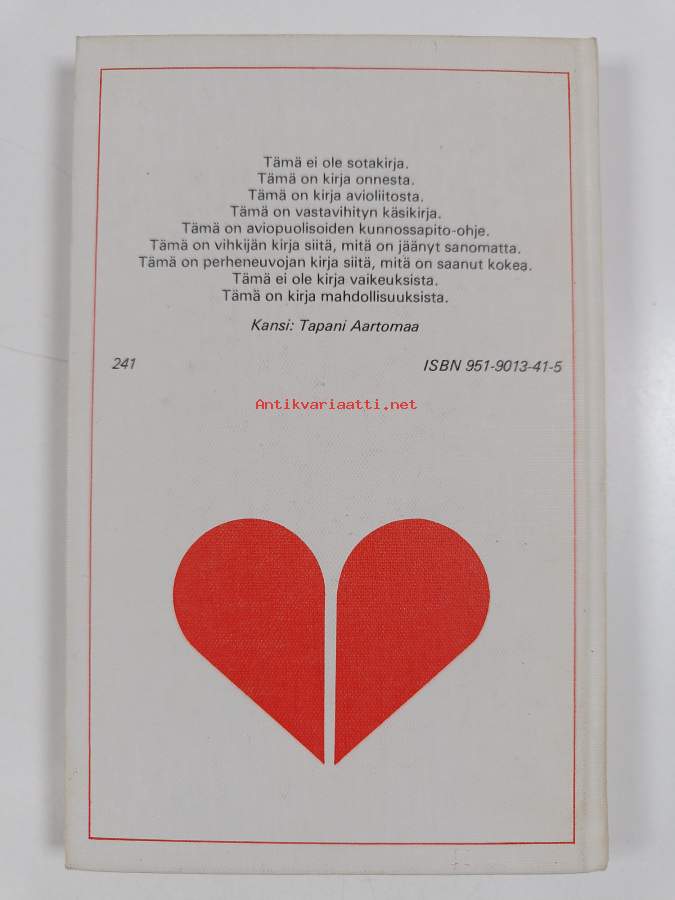 Tämä ei ole sotakirja.
Tämä on kirja onnesta.
Tämä on kirja avioliitosta.
Tämä on vastavihityn käsikirja.
Tämä on aviopuolisoiden kunnossapito-ohje.
Tämä on vihkijän kirja siitä, mitä on jäänyt sanomatta.
Tämä on perheneuvojan kirja siitä, mitä on saanut kokea.
Tämä ei ole kirja vaikeuksista.
Tämä on kirja mahdollisuuksista.
Kansi: Tapani Aartomaa
241 ISBN 951-9013-41-5
Antikvariaatti.net